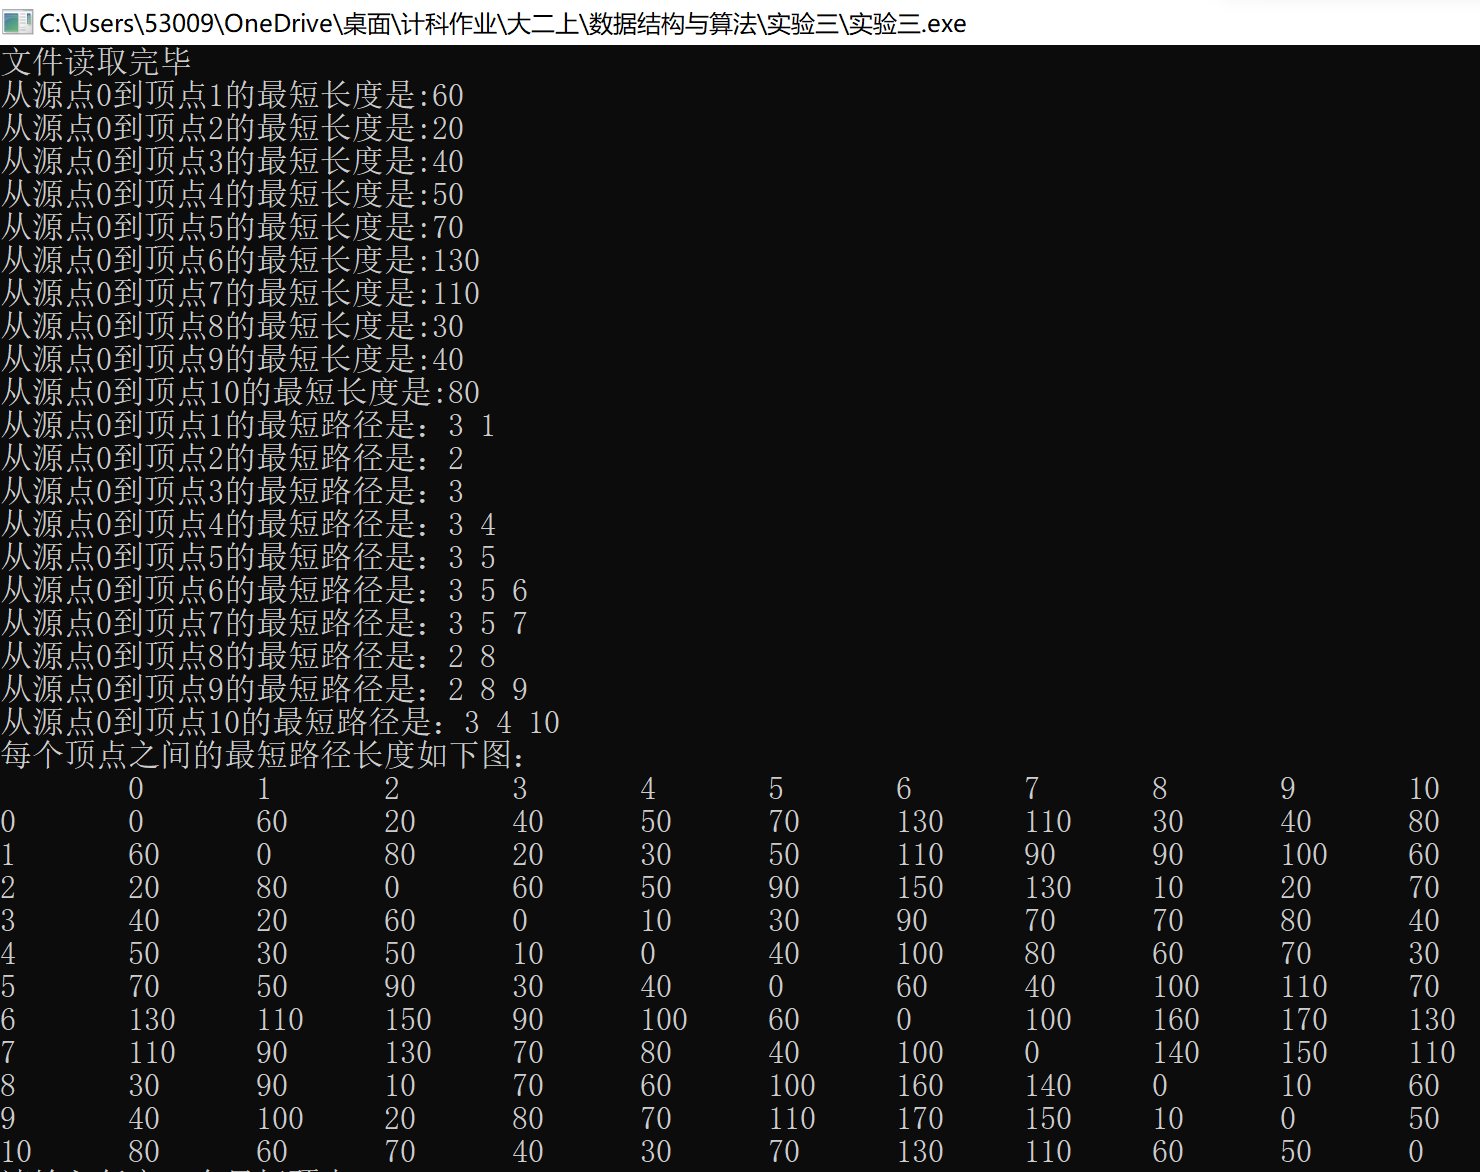 C:\Users\53009\OneDrive\桌面\计科作业\大二上\数据结构与算法\实验三\实验三.exe
文件读取完毕
从源点0到顶点1的最短长度是:60
从源点0到顶点2的最短长度是:20
从源点0到顶点3的最短长度是:40
从源点0到顶点4的最短长度是:50
从源点0到顶点5的最短长度是:70
从源点0到顶点6的最短长度是:130
从源点0到顶点7的最短长度是:110
从源点0到顶点8的最短长度是:30
从源点0到顶点9的最短长度是:40
从源点0到顶点10的最短长度是:80
从源点0到顶点1的最短路径是：3 1
从源点0到顶点2的最短路径是：2
从源点0到顶点3的最短路径是：3
从源点0到顶点4的最短路径是：3 4
从源点0到顶点5的最短路径是：3 5
从源点0到顶点6的最短路径是：3 5 6
从源点0到顶点7的最短路径是：3 5 7
从源点0到顶点8的最短路径是：2 8
从源点0到顶点9的最短路径是：2 8 9
从源点0到顶点10的最短路径是：3 4 10
每个顶点之间的最短路径长度如下图：
0 1 2 3 4 5 6 7 8 9 10
0 0 60 20 40 50 70 130 110 30 40 80
1 60 0 80 20 30 50 110 90 90 100 60
2 20 80 0 60 50 90 150 130 10 20 70
3 40 20 60 0 10 30 90 70 70 80 40
4 50 30 50 10 0 40 100 80 60 70 30
5 70 50 90 30 40 0 60 40 100 110 70
6 130 110 150 90 100 60 0 100 160 170 130
7 110 90 130 70 80 40 100 0 140 150 110
8 30 90 10 70 60 100 160 140 0 10 60
9 40 100 20 80 70 110 170 150 10 0 50
10 80 60 70 40 30 70 130 110 60 50 0